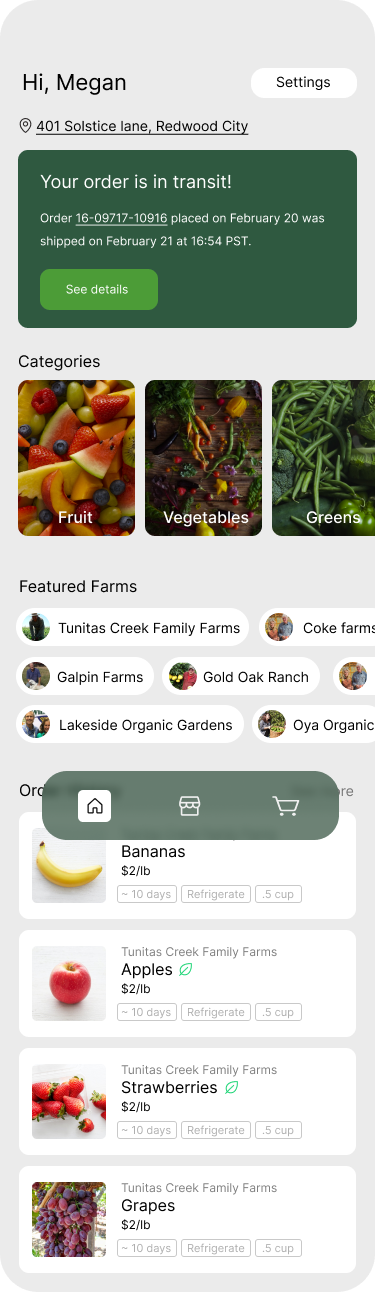 Hi, Megan
Settings
401 Solstice lane, Redwood City
Your order is in transit!
Order 16-09717-10916 placed on February 20 was
shipped on February 21 at 16:54 PST.
See details
Categories
Fruit
Vegetables
Greens
Featured Farms
Tunitas Creek Family Farms
Coke farms
Galpin Farms
Gold Oak Ranch
Lakeside Organic Gardens
Oya Organic
Bananas
$2/lb
~ 10 days
Refrigerate
.5 cup
Tunitas Creek Family Farms
Apples
$2/lb
~ 10 days
Refrigerate
.5 cup
Tunitas Creek Family Farms
Strawberries
$2/lb
~ 10 days
Refrigerate
.5 cup
Tunitas Creek Family Farms
Grapes
$2/lb
~ 10 days
Refrigerate
.5 cup